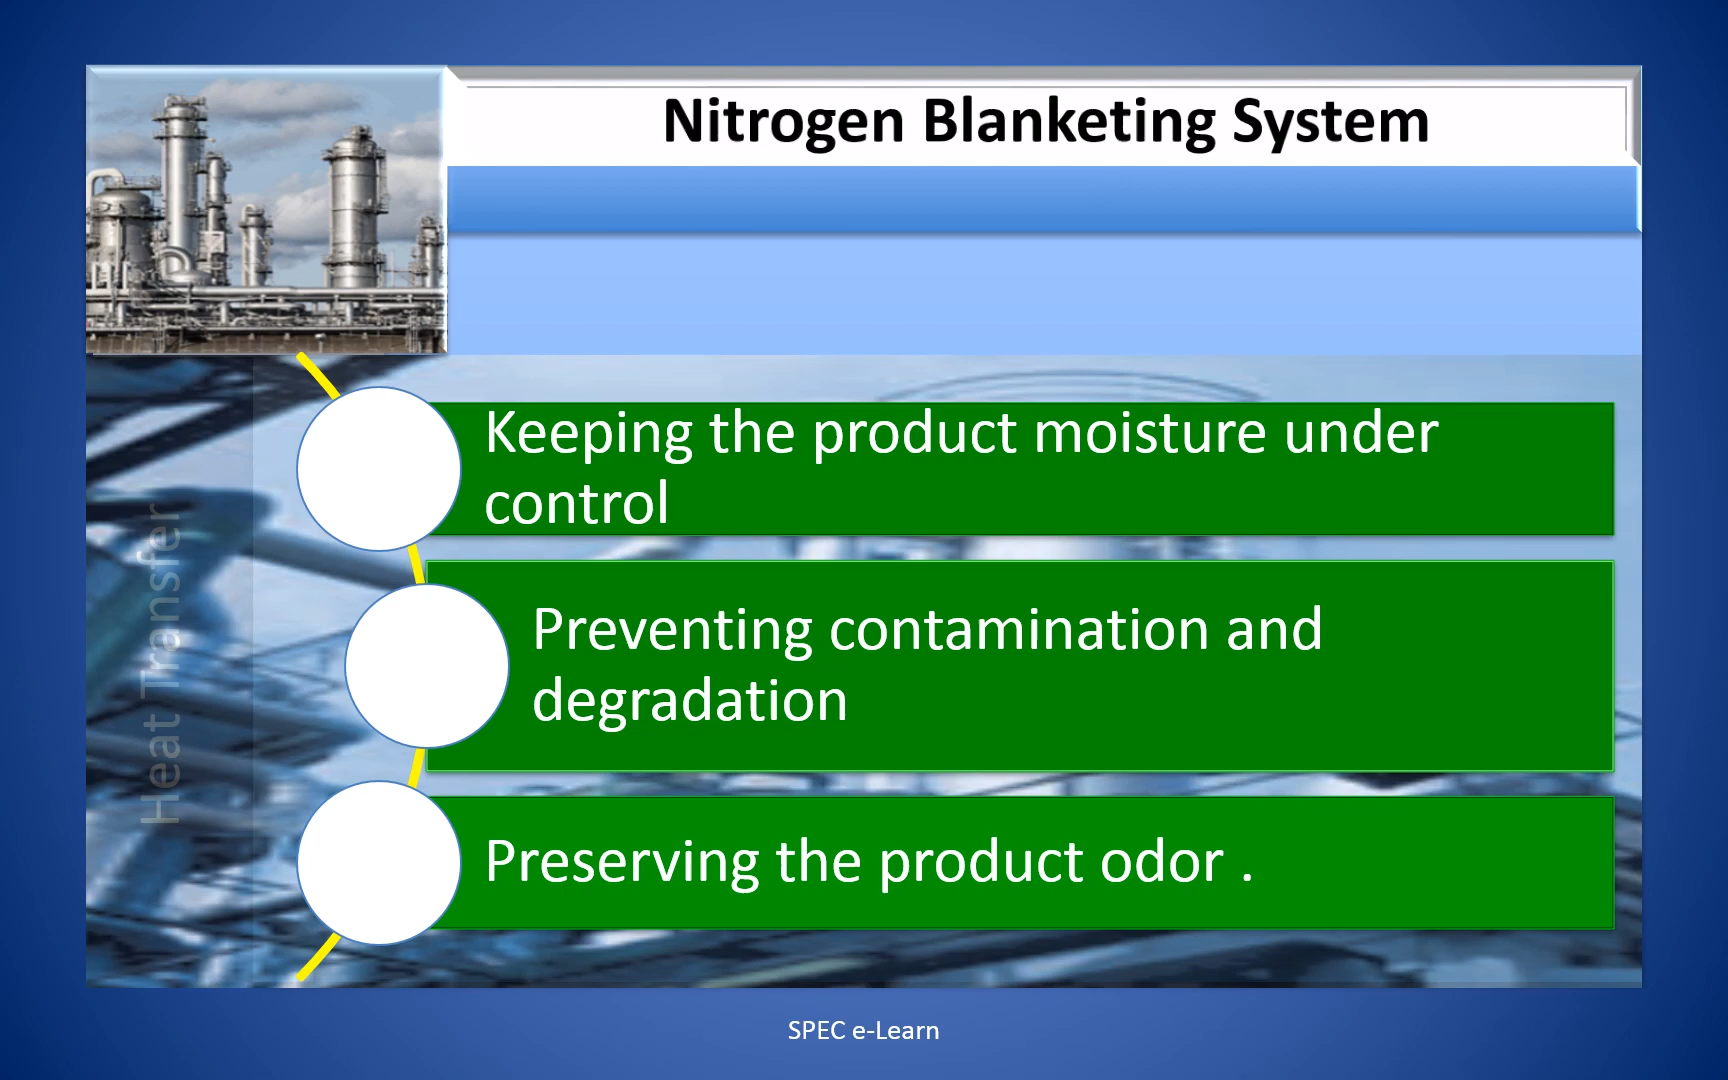 Nitrogen Blanketing System
Keeping the product moisture under
control
Preventing contamination and
degradation
Preserving the product odor .
Heat Transfer
SPEC e-Learn